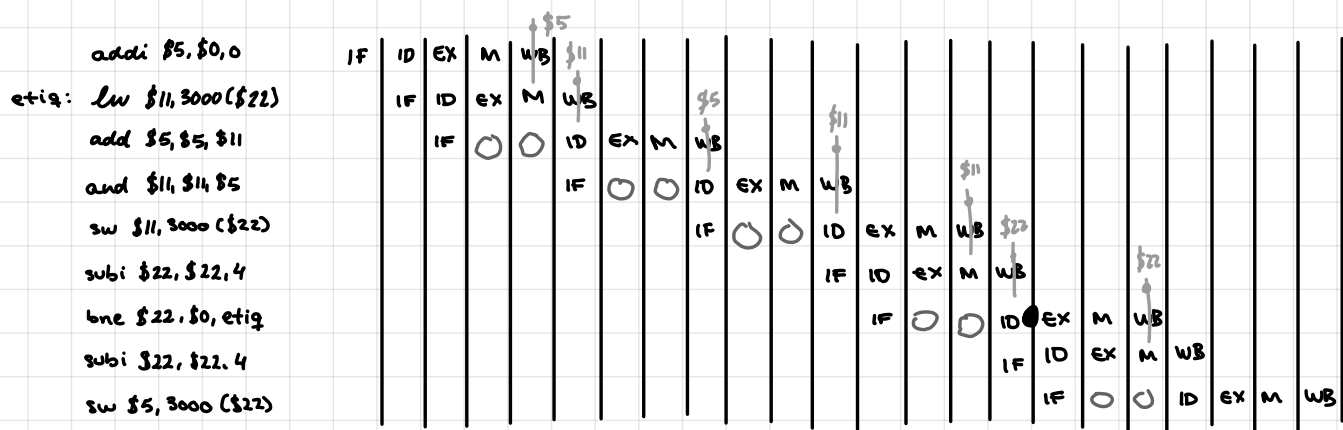 $5
addi $5, $0, 0 IF ID EX M WB $11
etiq: lw $11, 3000 ($22) IF ID EX M WB $5
add $5, $5, $11 IF ID EX M WB $11
and $11, $11, $5 IF ID EX M WB $11
sw $11, 3000 ($22) IF ID EX M WB $22
subi $22, $22, 4 IF ID EX M WB $22
bne $22, $0, etiq IF ID EX M WB
subi $22, $22. 4 IF ID EX M WB
sw $5, 3000 ($22) IF ID EX M WB